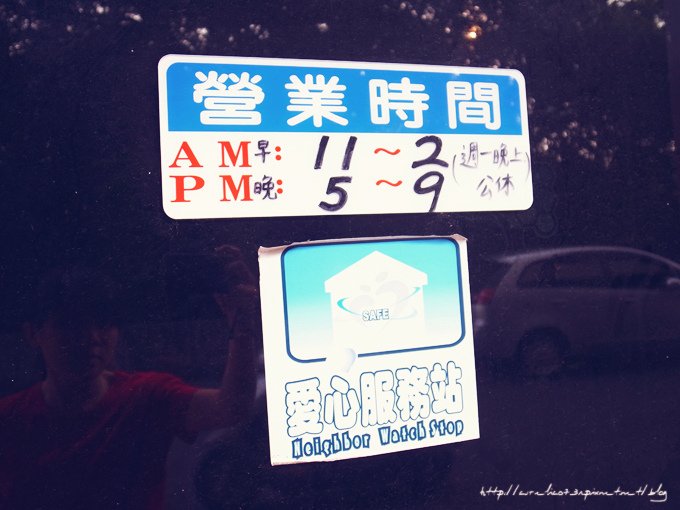 營業時間
AM早: 11~2 (週一晚上
PM晚: 5~9 公休)
SAFE
愛心服務站
Neighbor Watch Stop